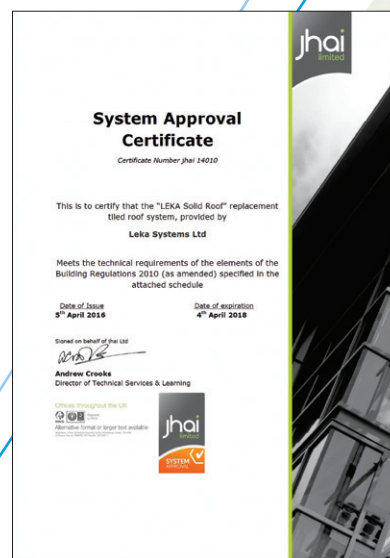 jhai
limited
System Approval
Certificate
Certificate Number jhai 14010
This is to certify that the "LEKA Solid Roof" replacement
tiled roof system, provided by
Leka Systems Ltd
Meets the technical requirements of the elements of the
Building Regulations 2010 (as amended) specified in the
attached schedule
Date of Issue Date of expiration
5th April 2016 4th April 2018
Signed on behalf of jhai Ltd
Andrew Crooks
Director of Technical Services & Learning
Offices throughout the UK
Alternative format or larger text available
jhai
limited
SYSTEM
APPROVAL